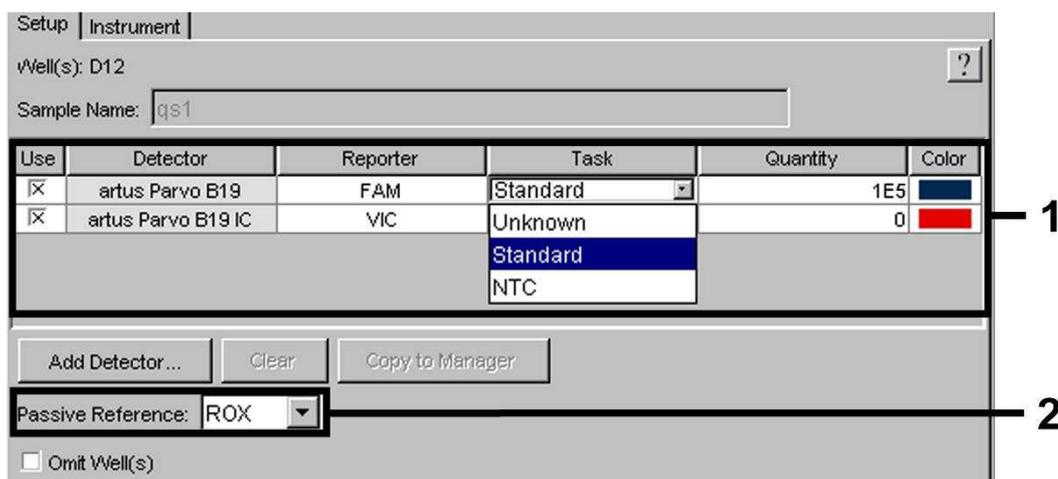 Setup Instrument
Well(s): D12 ?
Sample Name: qs1
Use Detector Reporter Task Quantity Color
artus Parvo B19 FAM Standard 1E5
artus Parvo B19 IC VIC Unknown 0
Standard
NTC
1
Add Detector... Clear Copy to Manager
Passive Reference: ROX 2
Omit Well(s)